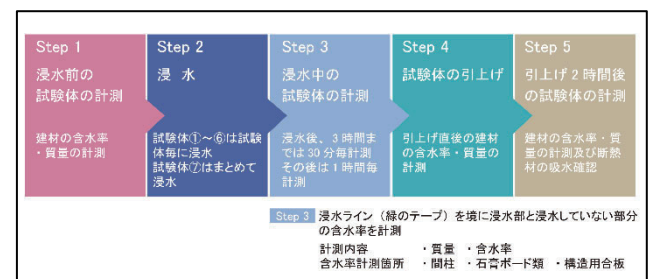 Step 1
浸水前の
試験体の計測
建材の含水率
・質量の計測
Step 2
浸 水
試験体①～⑥は試験
体毎に浸水
試験体⑦はまとめて
浸水
Step 3
浸水中の
試験体の計測
浸水後、3時間ま
では30分毎計測
その後は1時間毎
計測
Step 4
試験体の引上げ
引上げ直後の建材
の含水率・質量の
計測
Step 5
引上げ2時間後
の試験体の計測
建材の含水率・質
量の計測及び断熱
材の吸水確認
Step 3 浸水ライン（緑のテープ）を境に浸水部と浸水していない部分
の含水率を計測
計測内容 ・質量 ・含水率
含水率計測箇所 ・間柱 ・石膏ボード類 ・構造用合板